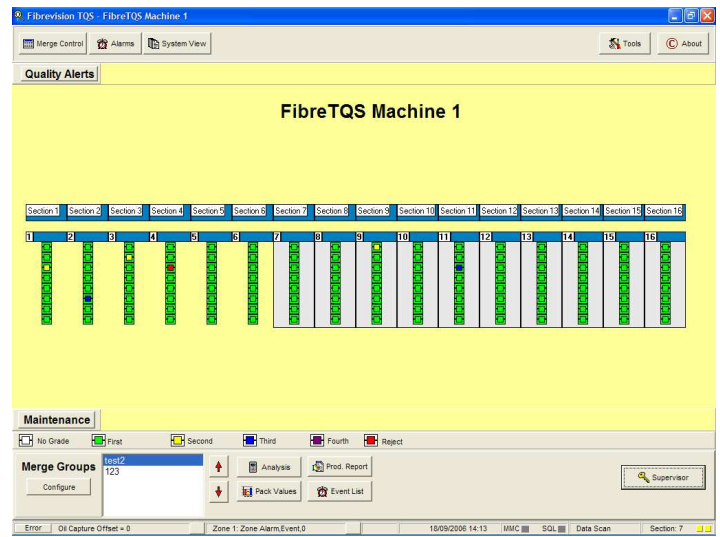 Fibrevision TQS - FibreTQS Machine 1
Merge Control Alarms System View Tools © About
Quality Alerts
FibreTQS Machine 1
Section 1 Section 2 Section 3 Section 4 Section 5 Section 6 Section 7 Section 8 Section 9 Section 10 Section 11 Section 12 Section 13 Section 14 Section 15 Section 16
1 2 3 4 5 6 7 8 9 10 11 12 13 14 15 16
Maintenance
No Grade First Second Third Fourth Reject
Merge Groups test2 Analysis Prod. Report
123
Configure Pack Values Event List Supervisor
Error Oil Capture Offset = 0 Zone 1: Zone Alarm,Event,0 18/09/2006 14:13 MMC SQL Data Scan Section: 7